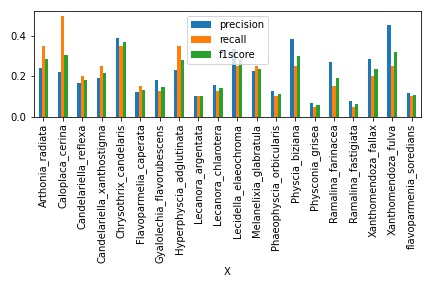 precision
recall
f1score
0.4
0.2
0.0
Arthonia_radiata
Caloplaca_cerina
Candelariella_reflexa
Candelariella_xanthostigma
Chrysothrix_candelaris
Flavoparmelia_caperata
Gyalolechia_flavorubescens
Hyperphyscia_adglutinata
Lecanora_argentata
Lecanora_chlarotera
Lecidella_elaeochroma
Melanelixia_glabratula
Phaeophyscia_orbicularis
Physcia_biziana
Physconia_grisea
Ramalina_farinacea
Ramalina_fastigiata
Xanthomendoza_fallax
Xanthomendoza_fulva
flavoparmenia_soredians
X